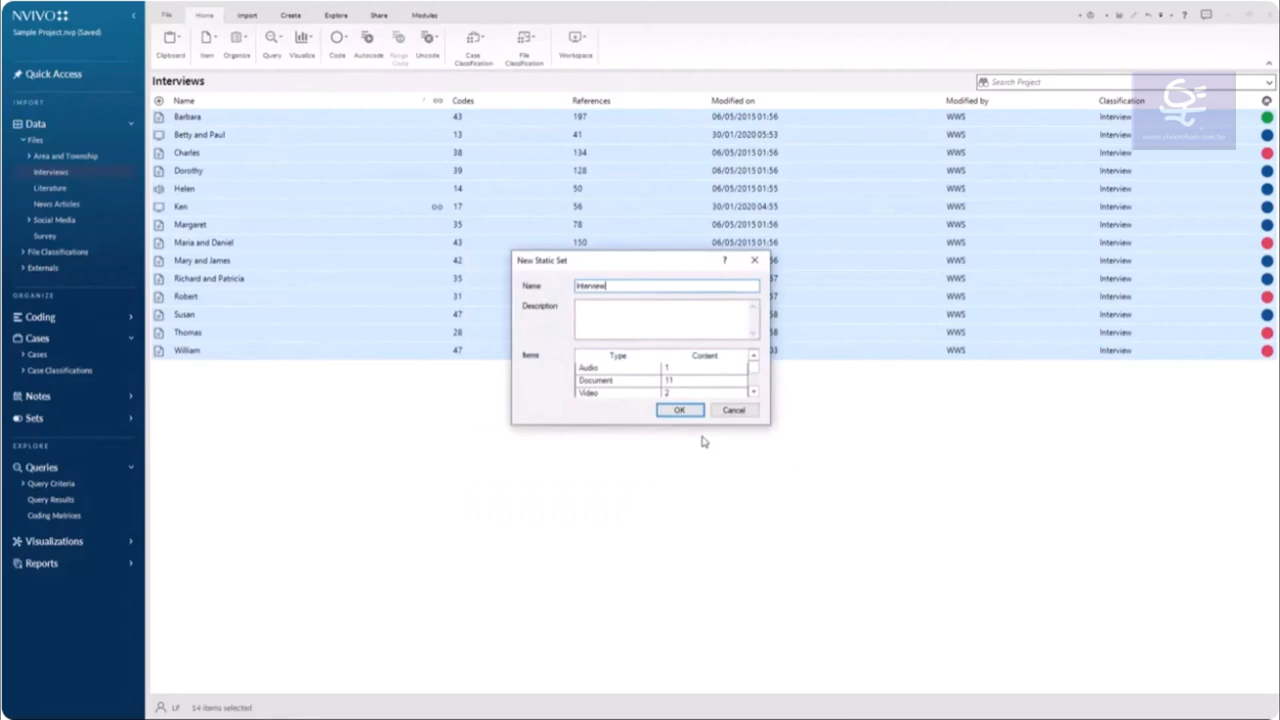 NVIVO
Sample Project.nvp (Saved)
File Home Import Create Explore Share Modules
Clipboard Item Organize Query Visualize Code Autocode Range Code Uncode Case Classification File Classification Workspace
Quick Access
IMPORT
Data
Files
Area and Township
Interviews
Literature
News Articles
Social Media
Survey
File Classifications
Externals
ORGANIZE
Coding
Cases
Cases
Case Classifications
Notes
Sets
EXPLORE
Queries
Query Criteria
Query Results
Coding Matrices
Visualizations
Reports
Interviews
Search Project
Name Codes References Modified on Modified by Classification
Barbara 43 197 06/05/2015 01:56 WWS Interview
Betty and Paul 13 41 30/01/2020 05:53 WWS Interview
Charles 38 134 06/05/2015 01:56 WWS Interview
Dorothy 39 128 06/05/2015 01:56 WWS Interview
Helen 14 50 06/05/2015 01:55 WWS Interview
Ken 17 56 30/01/2020 04:55 WWS Interview
Margaret 35 78 06/05/2015 01:56 WWS Interview
Maria and Daniel 43 150 06/05/2015 01:56 WWS Interview
Mary and James 42 56 WWS Interview
Richard and Patricia 35 57 WWS Interview
Robert 31 57 WWS Interview
Susan 47 58 WWS Interview
Thomas 28 58 WWS Interview
William 47 33 WWS Interview
New Static Set ?
Name Interview
Description
Items Type Content
Audio 1
Document 11
Video 2
OK Cancel
LF 14 items selected